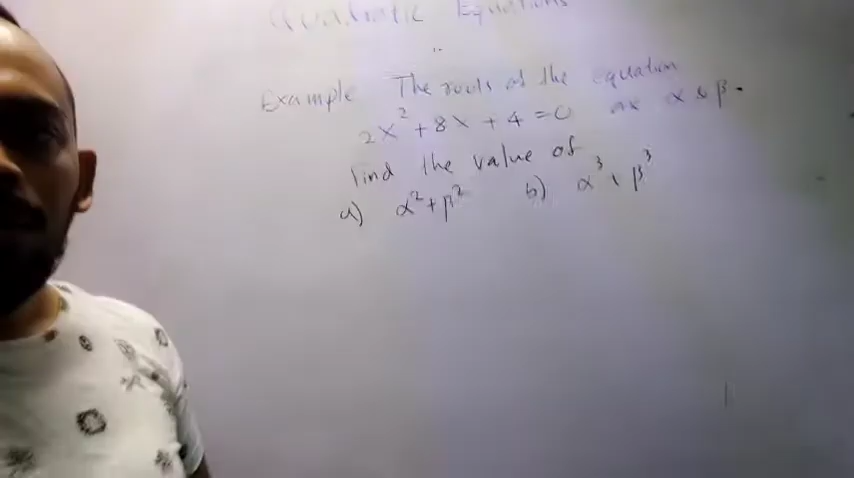 Quadratic Equations
Example The roots of the equation
2x² + 8x + 4 = 0 are α & β.
Find the value of
a) α² + β² b) α³ + β³